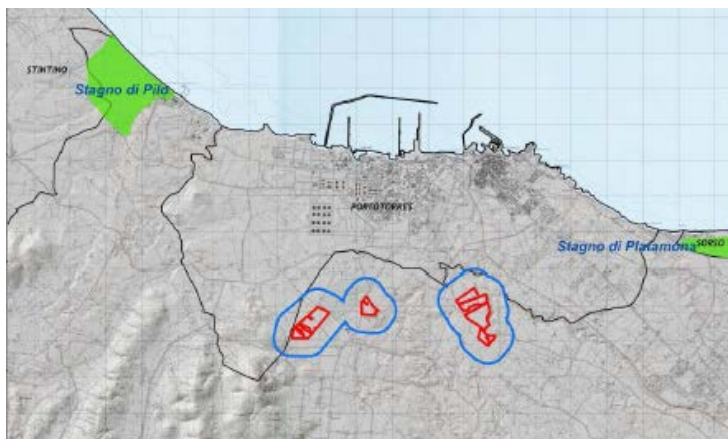 STINTINO
Stagno di Pilo
PORTOTORRES
Stagno di Platamona
SORSO